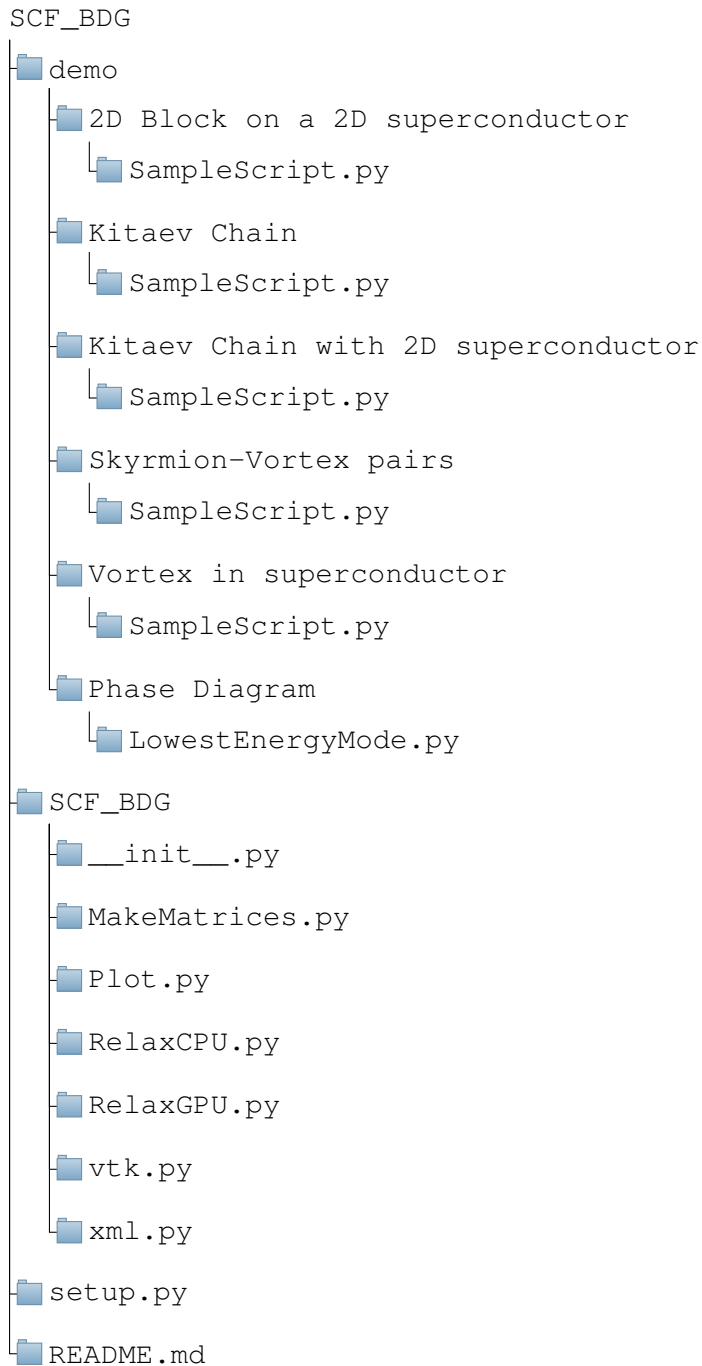 SCF_BDG
demo
2D Block on a 2D superconductor
SampleScript.py
Kitaev Chain
SampleScript.py
Kitaev Chain with 2D superconductor
SampleScript.py
Skyrmion-Vortex pairs
SampleScript.py
Vortex in superconductor
SampleScript.py
Phase Diagram
LowestEnergyMode.py
SCF_BDG
__init__.py
MakeMatrices.py
Plot.py
RelaxCPU.py
RelaxGPU.py
vtk.py
xml.py
setup.py
README.md